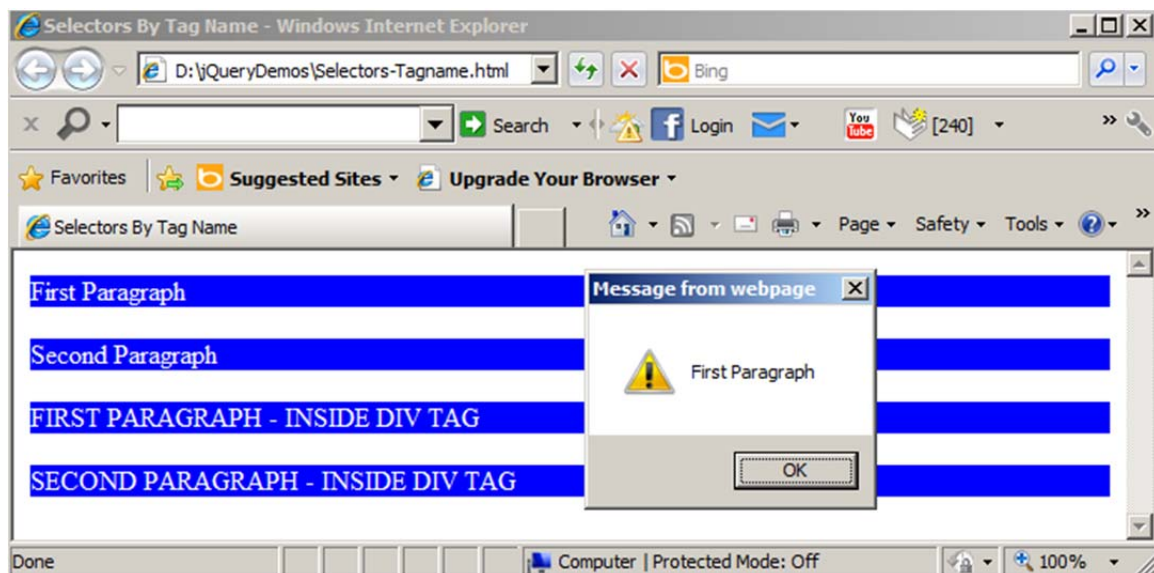 Selectors By Tag Name - Windows Internet Explorer
D:\jQueryDemos\Selectors-Tagname.html
Bing
x
Search
f Login
You Tube
[240]
»
Favorites
Suggested Sites
Upgrade Your Browser
Selectors By Tag Name
Page
Safety
Tools
»
First Paragraph
Second Paragraph
FIRST PARAGRAPH - INSIDE DIV TAG
SECOND PARAGRAPH - INSIDE DIV TAG
Message from webpage
First Paragraph
OK
Done
Computer | Protected Mode: Off
100%